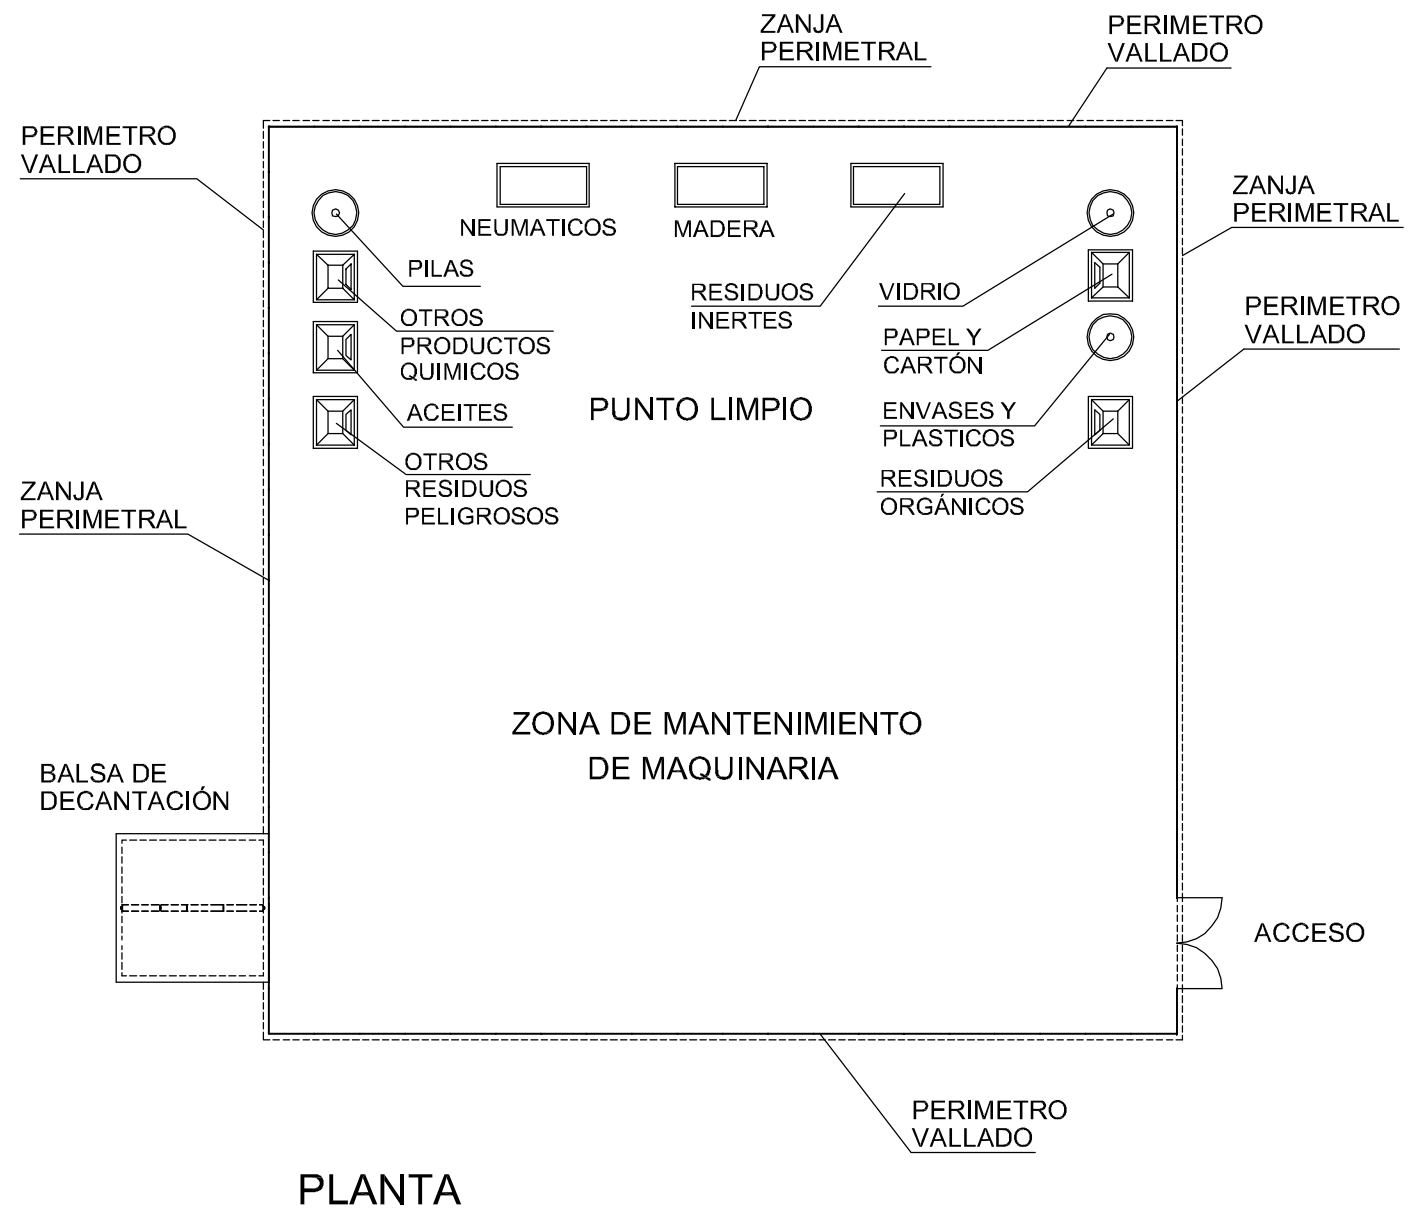 ZANJA
PERIMETRAL
PERIMETRO
VALLADO
PERIMETRO
VALLADO
ZANJA
PERIMETRAL
NEUMATICOS
MADERA
PILAS
RESIDUOS
INERTES
VIDRIO
PERIMETRO
VALLADO
OTROS
PRODUCTOS
QUIMICOS
PAPEL Y
CARTÓN
ACEITES
PUNTO LIMPIO
ENVASES Y
PLASTICOS
OTROS
RESIDUOS
PELIGROSOS
RESIDUOS
ORGÁNICOS
ZANJA
PERIMETRAL
ZONA DE MANTENIMIENTO
DE MAQUINARIA
BALSA DE
DECANTACIÓN
ACCESO
PERIMETRO
VALLADO
PLANTA